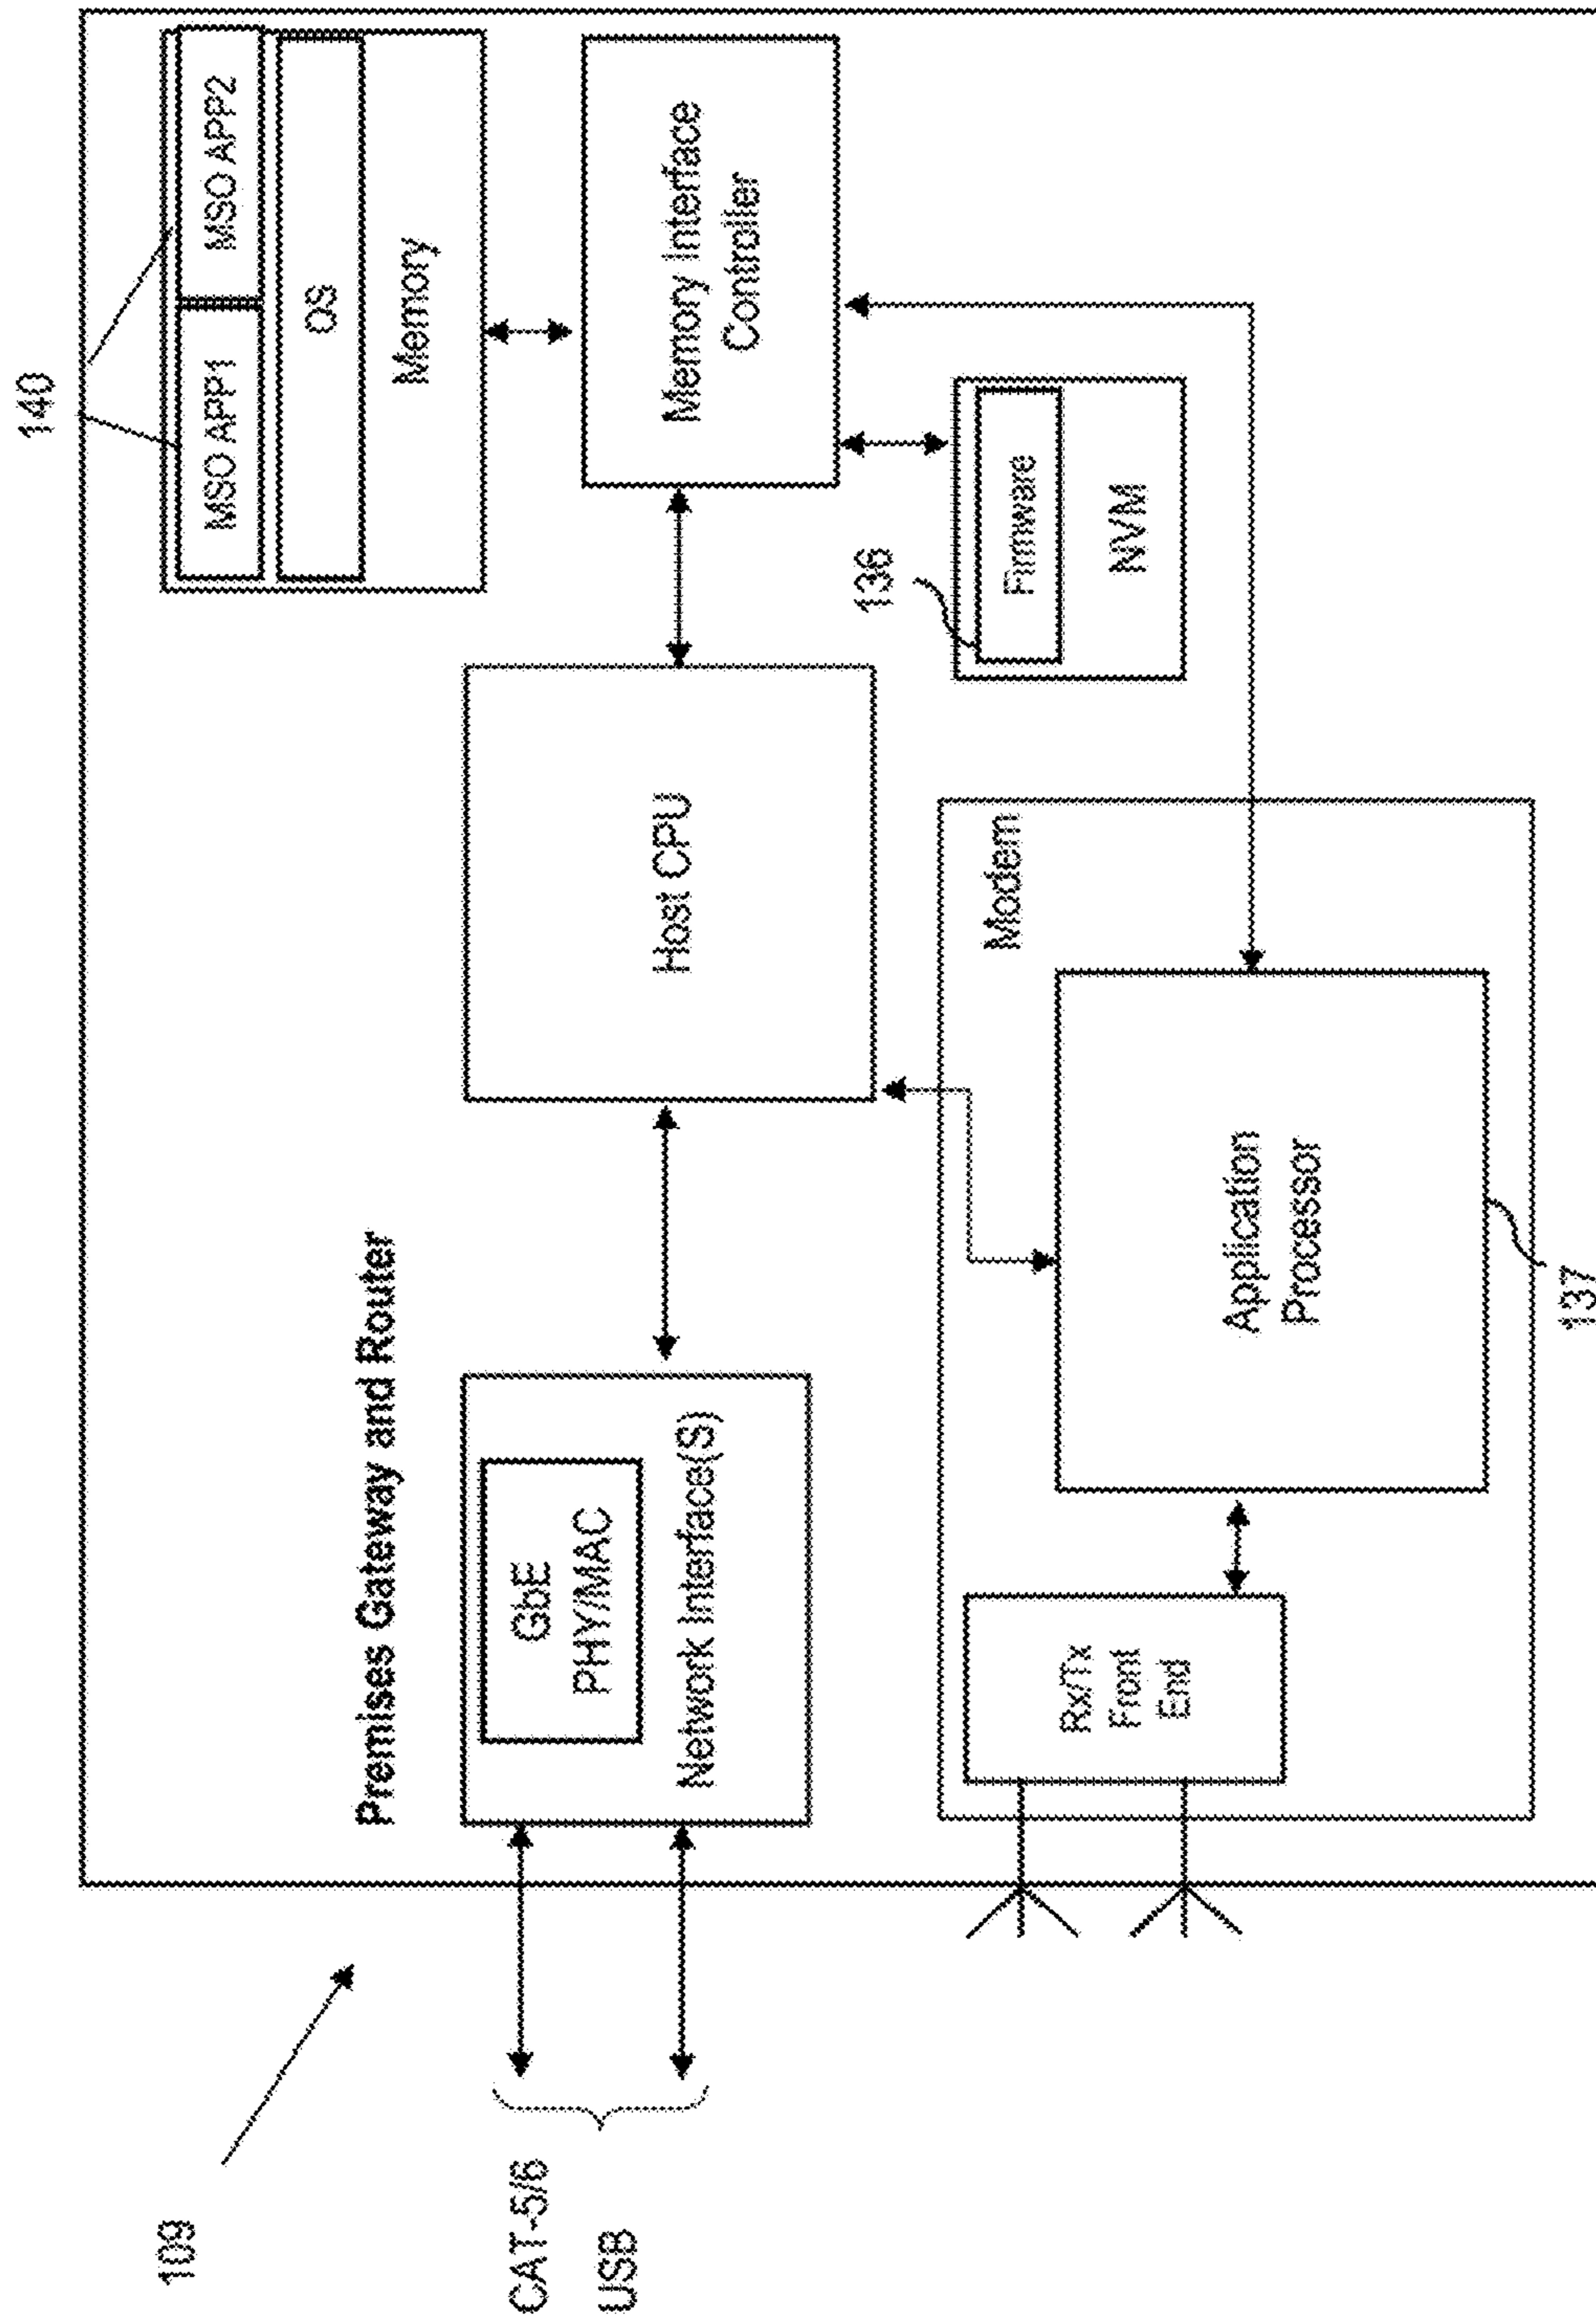 109
Premises Gateway and Router
140
MSO APP1
MSO APP2
OS
Memory
CAT-5/6
USB
GbE
PHY/MAC
Network Interface(S)
Host CPU
Memory Interface
Controller
136
Firmware
NVM
Modem
Rx/Tx
Front
End
Application
Processor
137